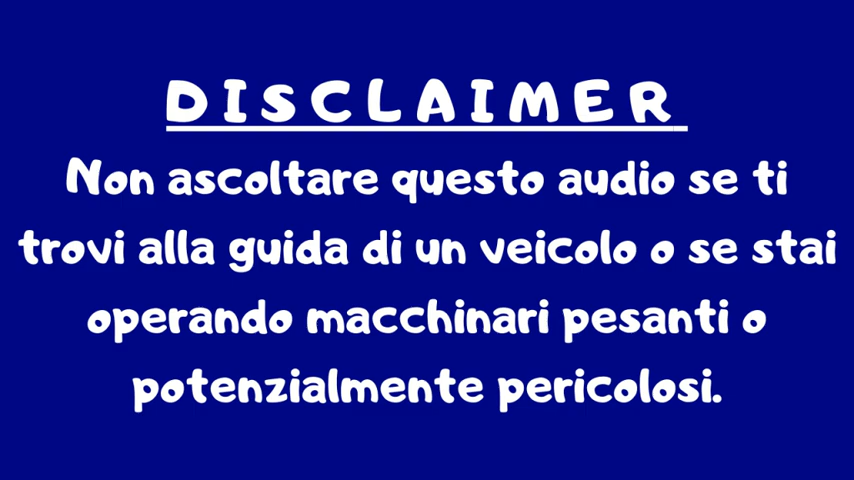 DISCLAIMER
Non ascoltare questo audio se ti
trovi alla guida di un veicolo o se stai
operando macchinari pesanti o
potenzialmente pericolosi.